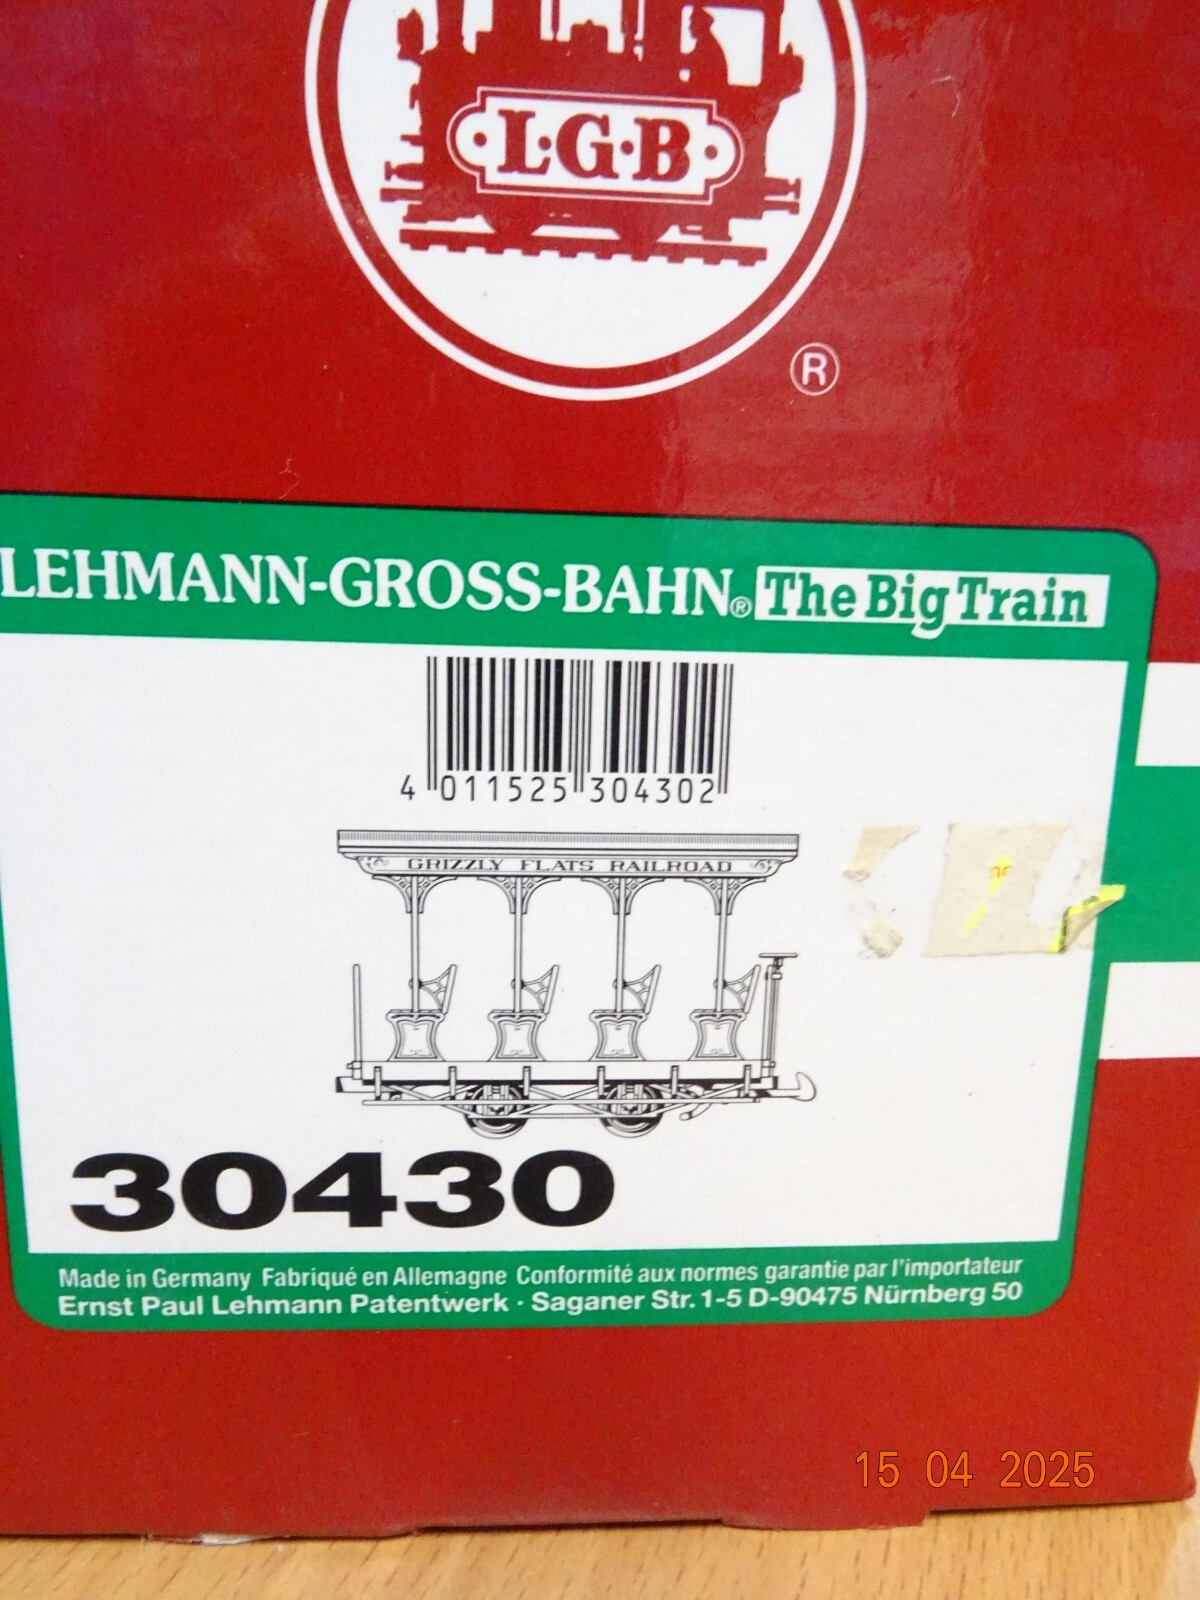 L·G·B
®
LEHMANN-GROSS-BAHN® The Big Train
4 011525 304302
GRIZZLY FLATS RAILROAD
30430
Made in Germany Fabriqué en Allemagne Conformité aux normes garantie par l'importateur
Ernst Paul Lehmann Patentwerk · Saganer Str. 1-5 D-90475 Nürnberg 50
15 04 2025